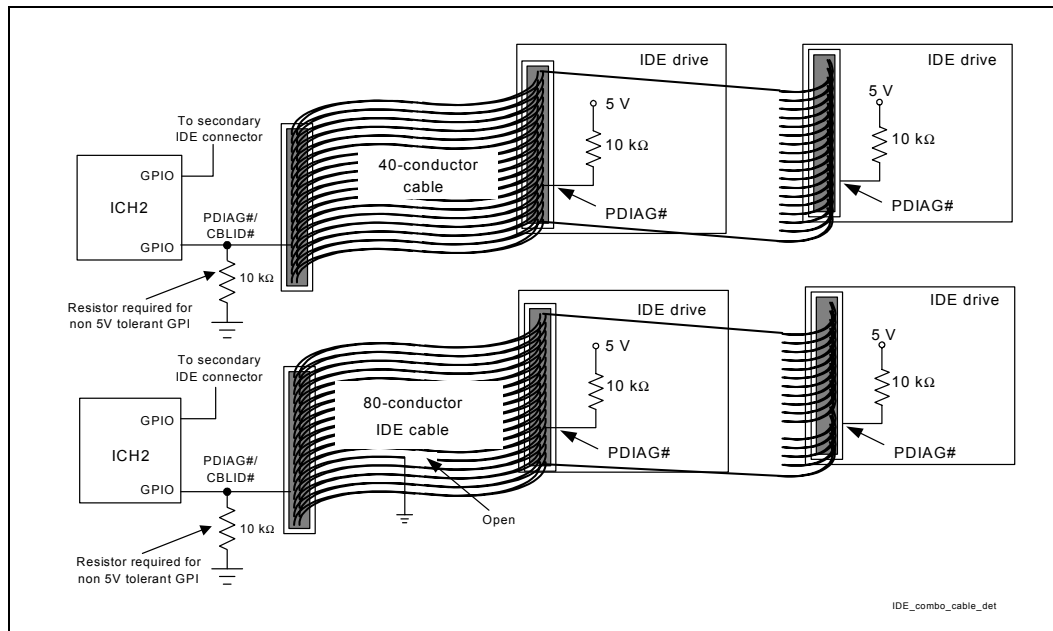 IDE drive
IDE drive
5 V
10 kΩ
PDIAG#
5 V
10 kΩ
PDIAG#
To secondary
IDE connector
40-conductor
cable
GPIO
ICH2
GPIO
PDIAG#/
CBLID#
10 kΩ
Resistor required for
non 5V tolerant GPI
IDE drive
IDE drive
5 V
10 kΩ
PDIAG#
5 V
10 kΩ
PDIAG#
To secondary
IDE connector
80-conductor
IDE cable
GPIO
ICH2
GPIO
PDIAG#/
CBLID#
Open
10 kΩ
Resistor required for
non 5V tolerant GPI
IDE_combo_cable_det